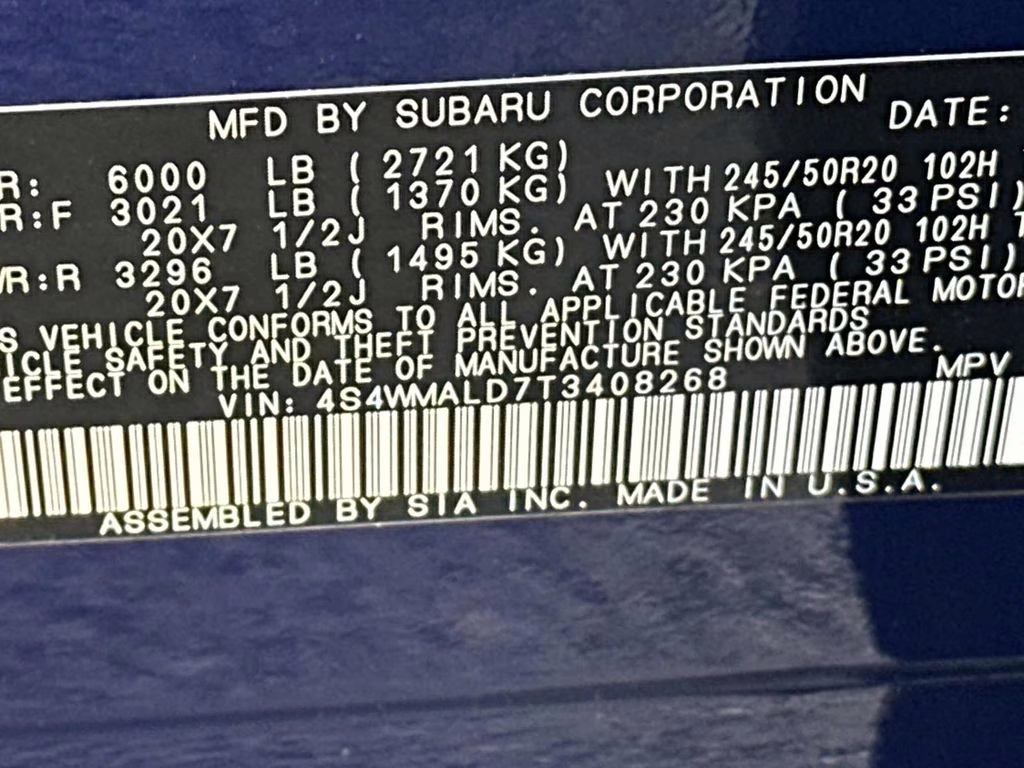 MFD BY SUBARU CORPORATION DATE:
R: 6000 LB ( 2721 KG)
R:F 3021 LB ( 1370 KG) WITH 245/50R20 102H
20X7 1/2J RIMS. AT 230 KPA ( 33 PSI)
WR:R 3296 LB ( 1495 KG) WITH 245/50R20 102H
20X7 1/2J RIMS. AT 230 KPA ( 33 PSI)
S VEHICLE CONFORMS TO ALL APPLICABLE FEDERAL MOTOR
ICLE SAFETY AND THEFT PREVENTION STANDARDS
EFFECT ON THE DATE OF MANUFACTURE SHOWN ABOVE.
VIN: 4S4WMALD7T3408268 MPV
ASSEMBLED BY SIA INC. MADE IN U.S.A.